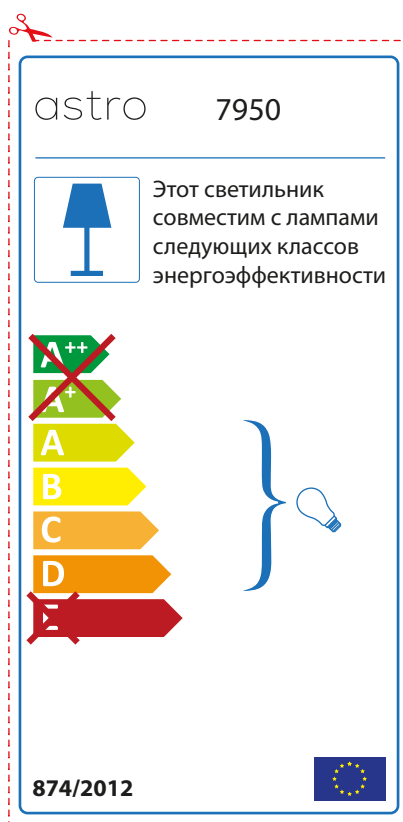 astro 7950
Этот светильник
совместим с лампами
следующих классов
энергоэффективности
A++
A+
A
B
C
D
E
874/2012